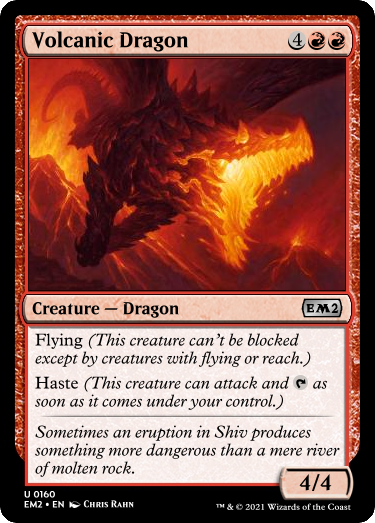 Volcanic Dragon 4
Creature — Dragon EM2
Flying (This creature can't be blocked
except by creatures with flying or reach.)
Haste (This creature can attack and as
soon as it comes under your control.)
Sometimes an eruption in Shiv produces
something more dangerous than a mere river
of molten rock.
4/4
U 0160
EM2 • EN Chris Rahn ™ & © 2021 Wizards of the Coast